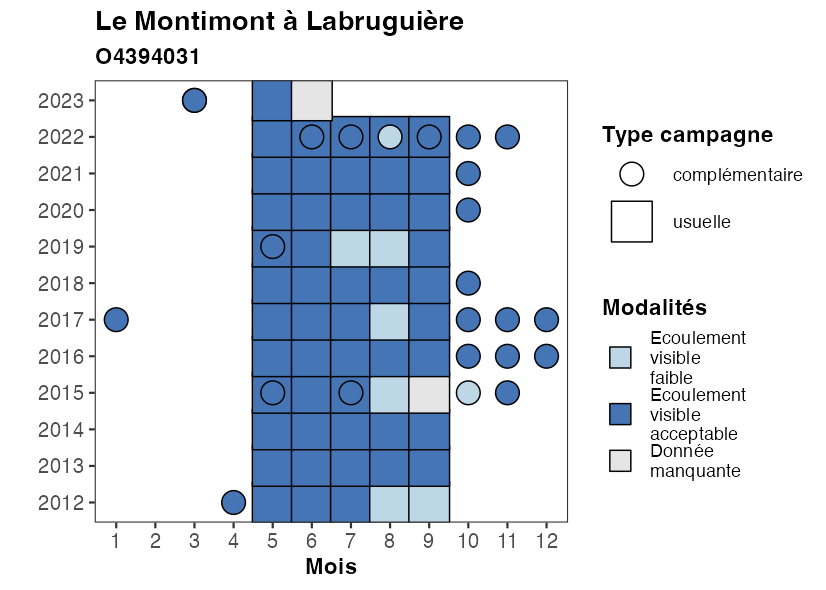 Le Montimont à Labruguière
O4394031
2023
2022
2021
2020
2019
2018
2017
2016
2015
2014
2013
2012
1 2 3 4 5 6 7 8 9 10 11 12
Mois
Type campagne
complémentaire
usuelle
Modalités
Ecoulement
visible
faible
Ecoulement
visible
acceptable
Donnée
manquante